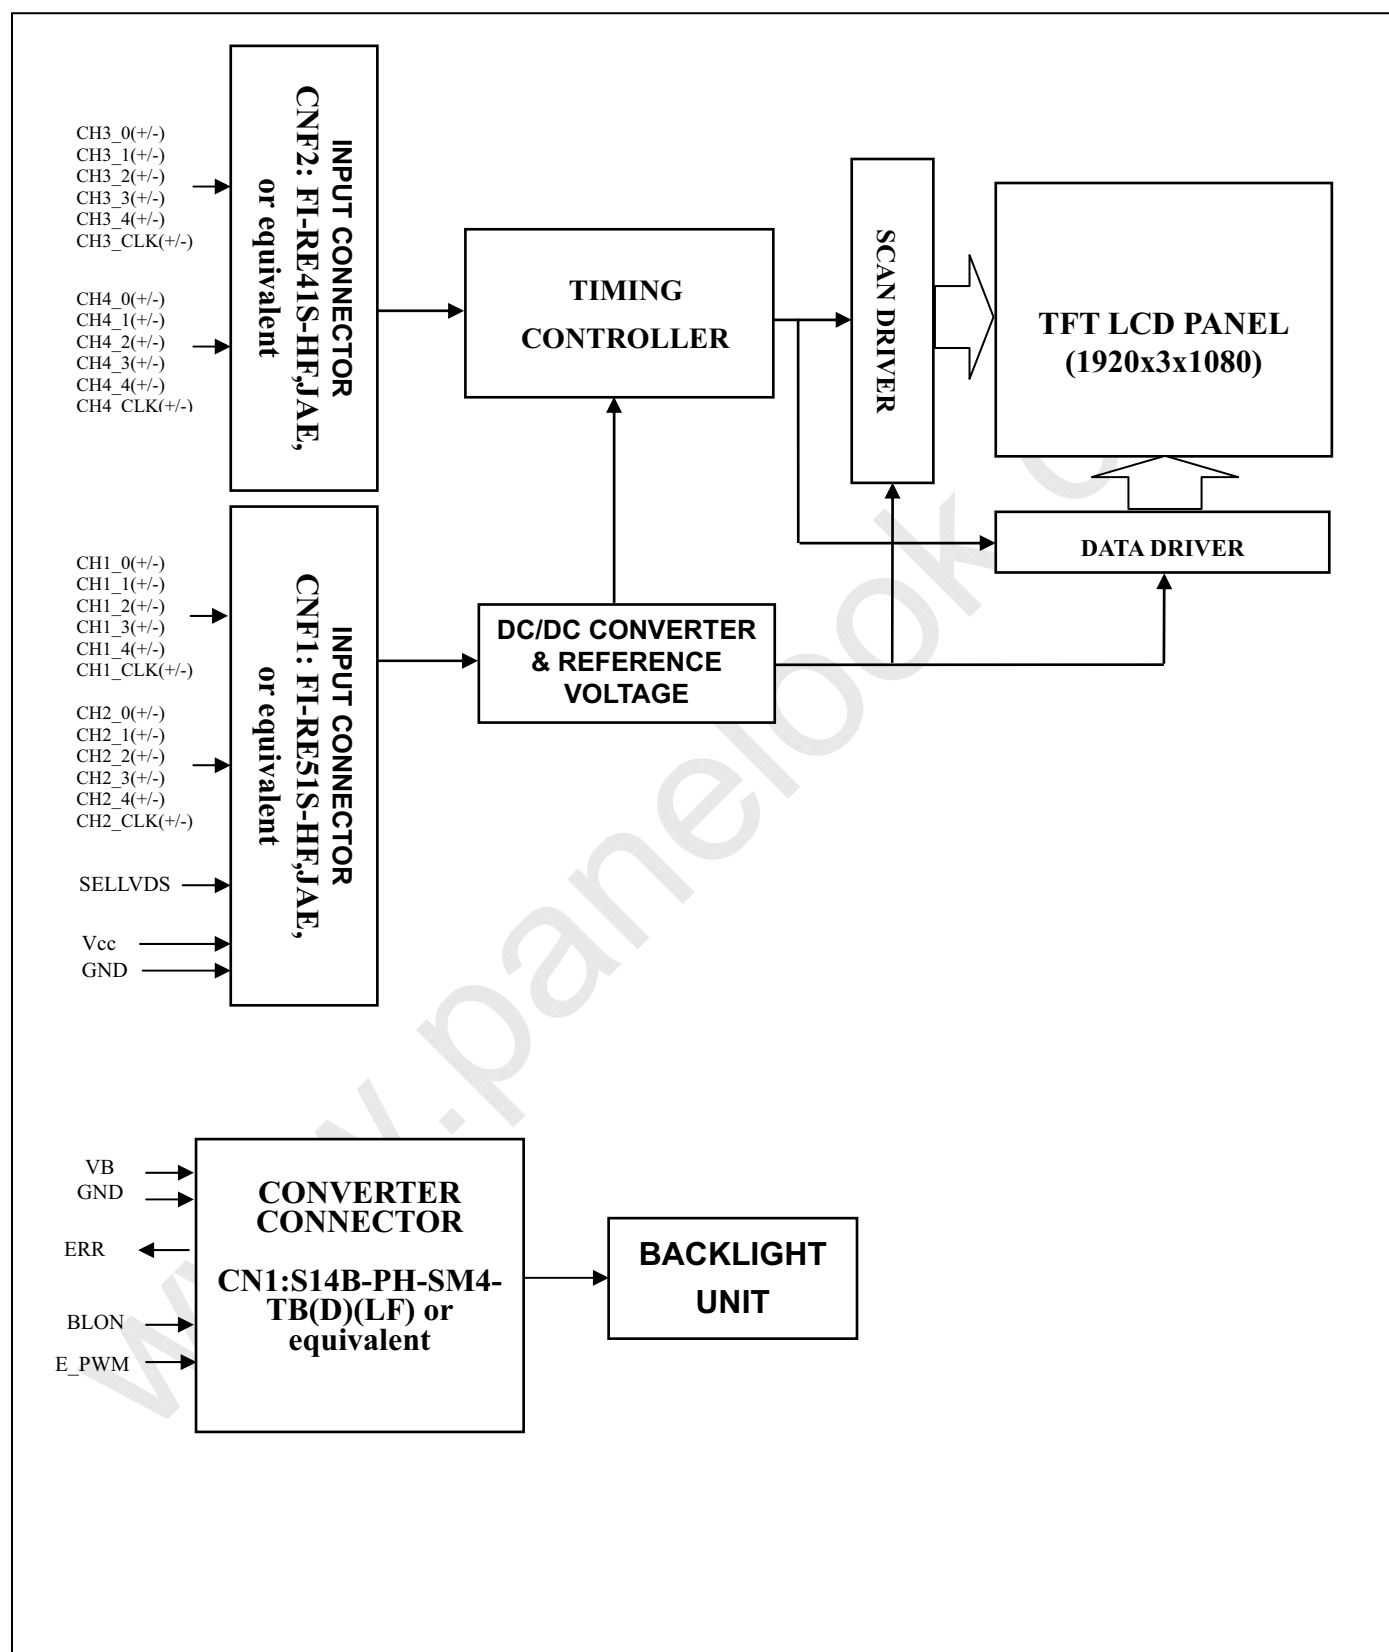 CH3_0(+/-)
CH3_1(+/-)
CH3_2(+/-)
CH3_3(+/-)
CH3_4(+/-)
CH3_CLK(+/-)
CH4_0(+/-)
CH4_1(+/-)
CH4_2(+/-)
CH4_3(+/-)
CH4_4(+/-)
CH4_CLK(+/-)
INPUT CONNECTOR
CNF2: FI-RE41S-HF,JAE,
or equivalent
TIMING
CONTROLLER
SCAN DRIVER
TFT LCD PANEL
(1920x3x1080)
DATA DRIVER
CH1_0(+/-)
CH1_1(+/-)
CH1_2(+/-)
CH1_3(+/-)
CH1_4(+/-)
CH1_CLK(+/-)
CH2_0(+/-)
CH2_1(+/-)
CH2_2(+/-)
CH2_3(+/-)
CH2_4(+/-)
CH2_CLK(+/-)
SELLVDS
Vcc
GND
INPUT CONNECTOR
CNF1: FI-RE51S-HF,JAE,
or equivalent
DC/DC CONVERTER
& REFERENCE
VOLTAGE
VB
GND
ERR
BLON
E_PWM
CONVERTER
CONNECTOR
CN1:S14B-PH-SM4-
TB(D)(LF) or
equivalent
BACKLIGHT
UNIT